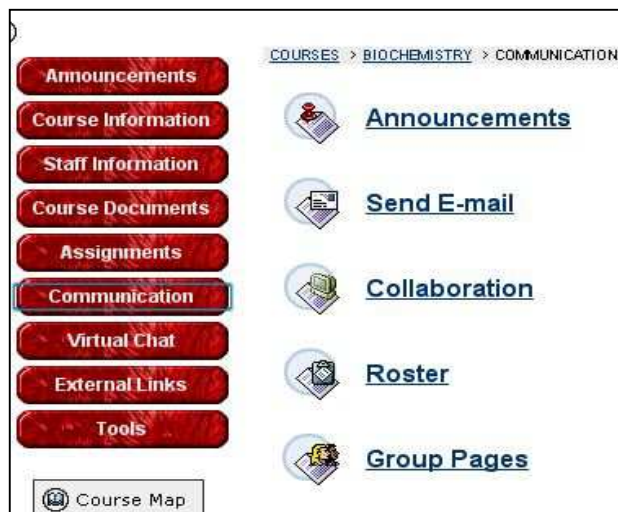 COURSES > BIOCHEMISTRY > COMMUNICATION
Announcements
Course Information
Staff Information
Course Documents
Assignments
Communication
Virtual Chat
External Links
Tools
Course Map
Announcements
Send E-mail
Collaboration
Roster
Group Pages